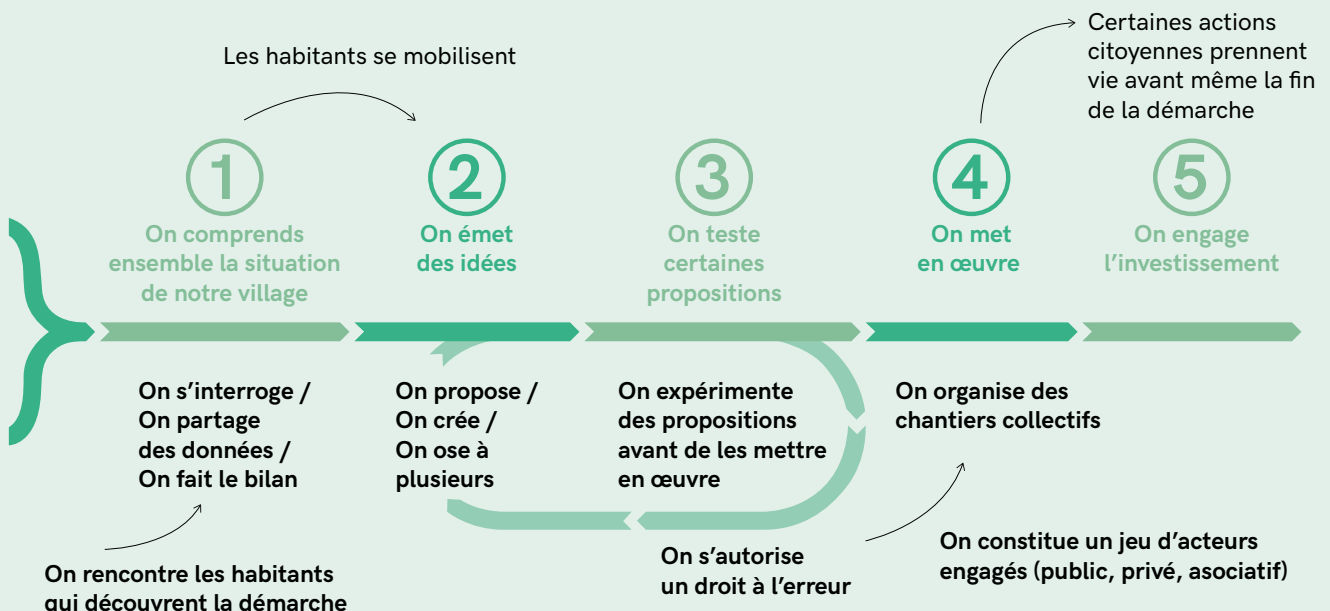 Les habitants se mobilisent
Certaines actions
citoyennes prennent
vie avant même la fin
de la démarche
1
On comprends
ensemble la situation
de notre village
2
On émet
des idées
3
On teste
certaines
propositions
4
On met
en œuvre
5
On engage
l'investissement
On s'interroge /
On partage
des données /
On fait le bilan
On propose /
On crée /
On ose à
plusieurs
On expérimente
des propositions
avant de les mettre
en œuvre
On organise des
chantiers collectifs
On rencontre les habitants
qui découvrent la démarche
On s'autorise
un droit à l'erreur
On constitue un jeu d'acteurs
engagés (public, privé, asociatif)